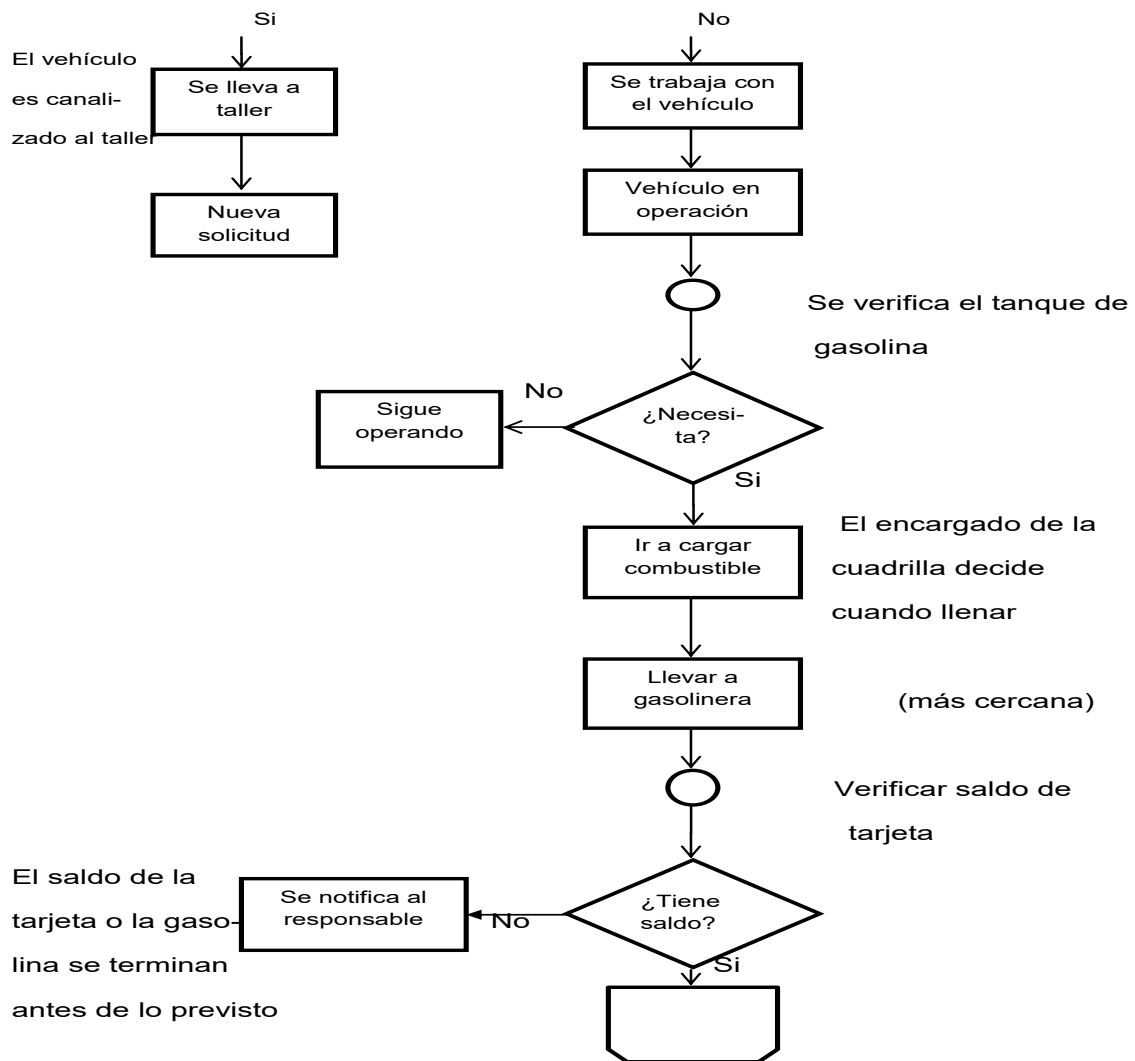 Si
No
El vehículo
es canali-
zado al taller
Se lleva a
taller
Se trabaja con
el vehículo
Nueva
solicitud
Vehículo en
operación
Se verifica el tanque de
gasolina
No
Sigue
operando
¿Necesi-
ta?
Si
Ir a cargar
combustible
El encargado de la
cuadrilla decide
cuando llenar
Llevar a
gasolinera
(más cercana)
Verificar saldo de
tarjeta
El saldo de la
tarjeta o la gaso-
lina se terminan
antes de lo previsto
Se notifica al
responsable
No
¿Tiene
saldo?
Si